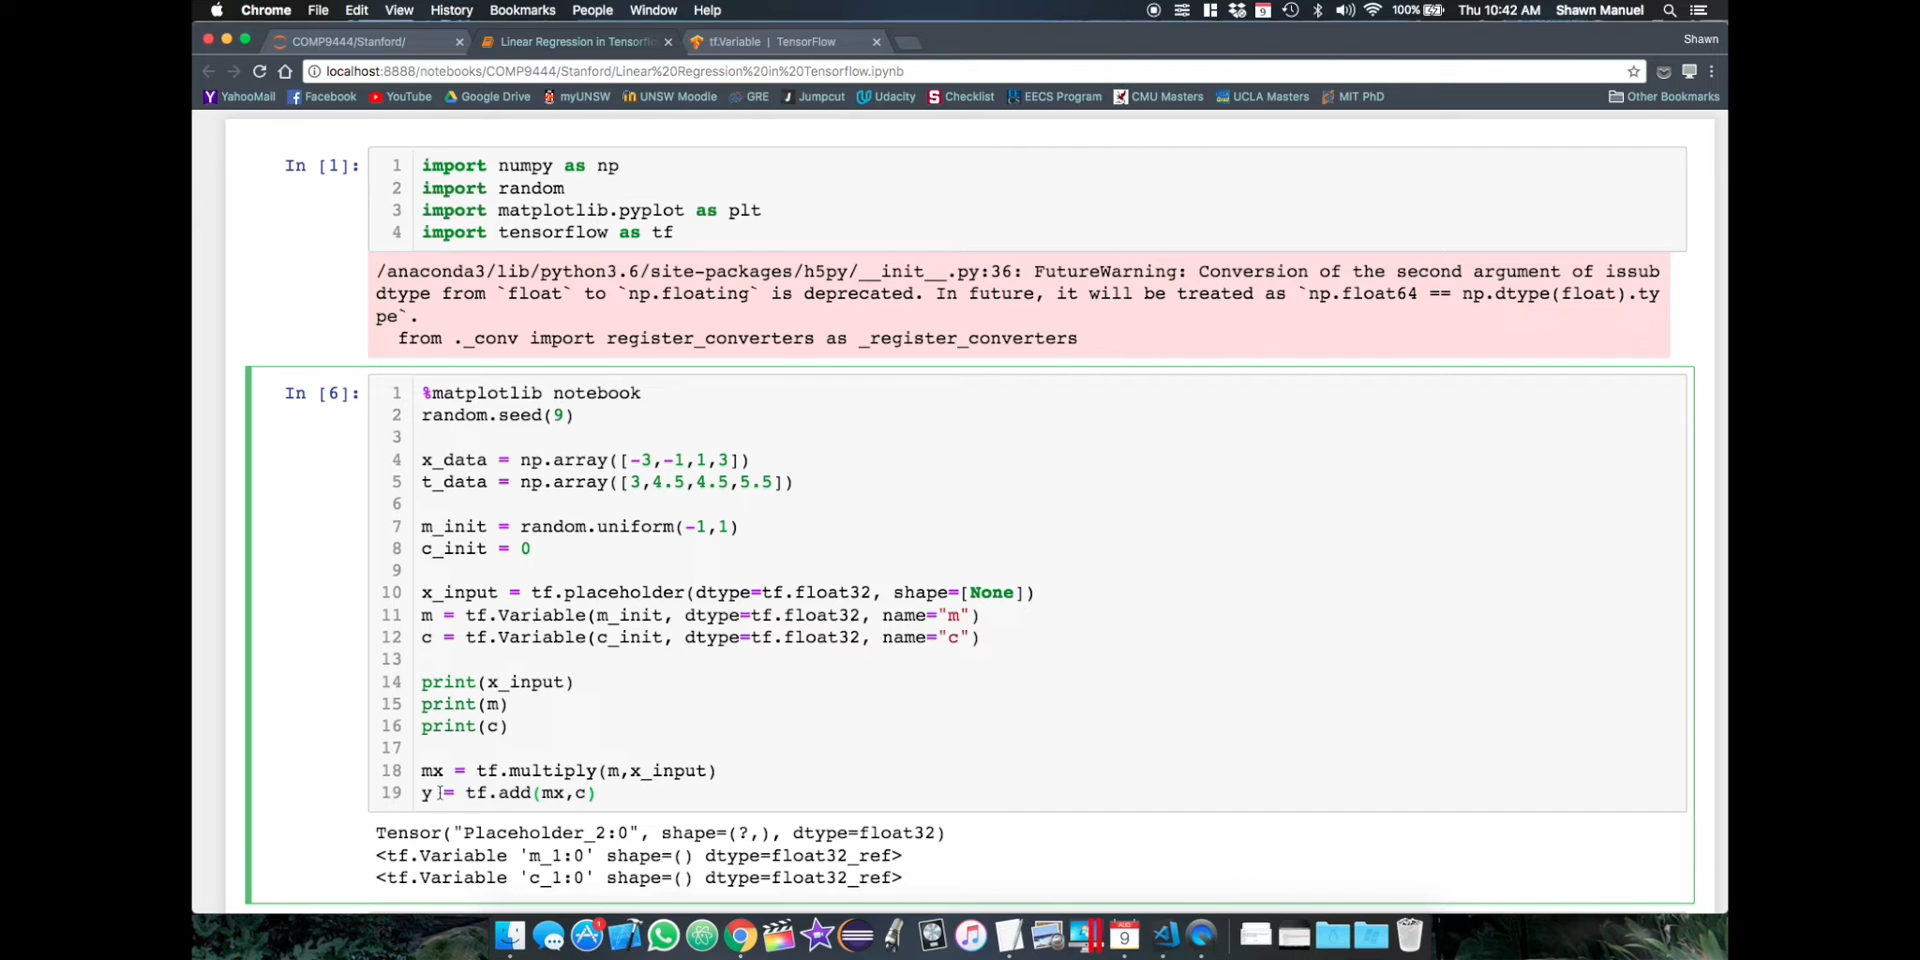 Chrome File Edit View History Bookmarks People Window Help 9 100% Thu 10:42 AM Shawn Manuel
COMP9444/Stanford/ Linear Regression in Tensorfl tf.Variable | TensorFlow Shawn
localhost:8888/notebooks/COMP9444/Stanford/Linear%20Regression%20in%20Tensorflow.ipynb
YahooMail Facebook YouTube Google Drive myUNSW UNSW Moodle GRE Jumpcut Udacity Checklist EECS Program CMU Masters UCLA Masters MIT PhD Other Bookmarks
In [1]: 1 import numpy as np
2 import random
3 import matplotlib.pyplot as plt
4 import tensorflow as tf
/anaconda3/lib/python3.6/site-packages/h5py/__init__.py:36: FutureWarning: Conversion of the second argument of issub
dtype from `float` to `np.floating` is deprecated. In future, it will be treated as `np.float64 == np.dtype(float).ty
pe`.
from ._conv import register_converters as _register_converters
In [6]: 1 %matplotlib notebook
2 random.seed(9)
3
4 x_data = np.array([-3,-1,1,3])
5 t_data = np.array([3,4.5,4.5,5.5])
6
7 m_init = random.uniform(-1,1)
8 c_init = 0
9
10 x_input = tf.placeholder(dtype=tf.float32, shape=[None])
11 m = tf.Variable(m_init, dtype=tf.float32, name="m")
12 c = tf.Variable(c_init, dtype=tf.float32, name="c")
13
14 print(x_input)
15 print(m)
16 print(c)
17
18 mx = tf.multiply(m,x_input)
19 y = tf.add(mx,c)
Tensor("Placeholder_2:0", shape=(?,), dtype=float32)
<tf.Variable 'm_1:0' shape=() dtype=float32_ref>
<tf.Variable 'c_1:0' shape=() dtype=float32_ref>
1 AUG
9